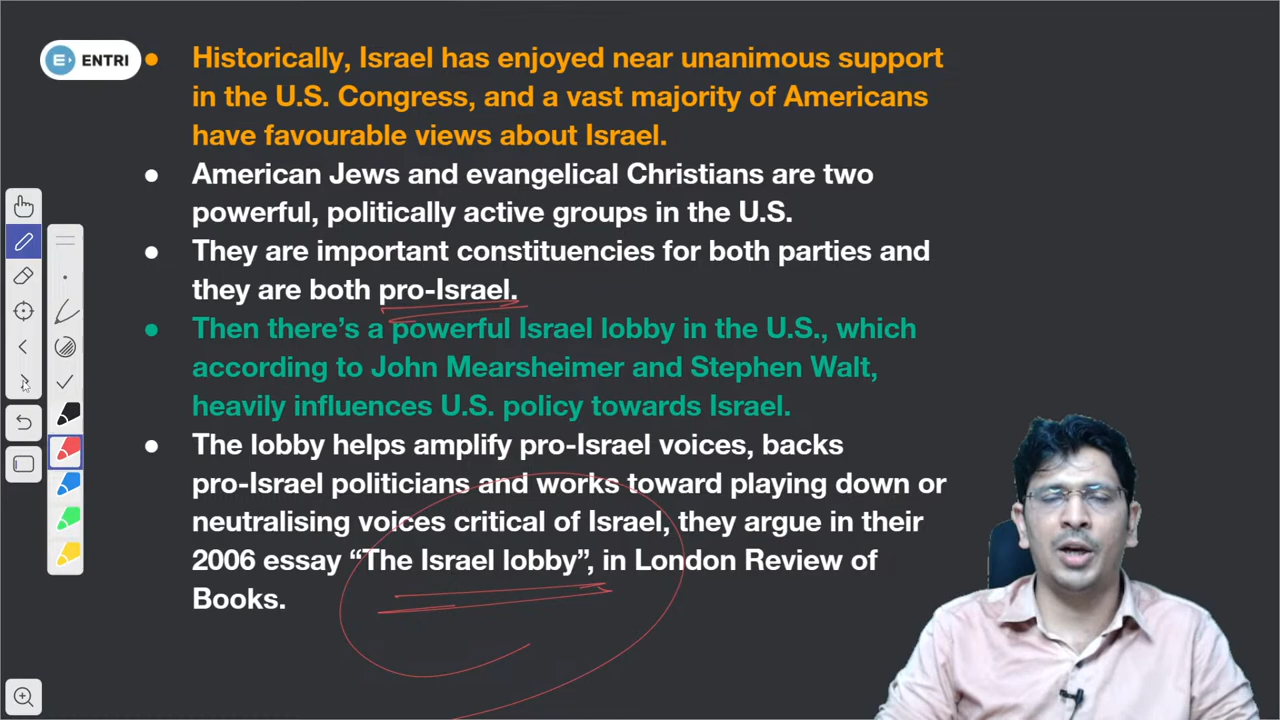 ENTRI
Historically, Israel has enjoyed near unanimous support
in the U.S. Congress, and a vast majority of Americans
have favourable views about Israel.
American Jews and evangelical Christians are two
powerful, politically active groups in the U.S.
They are important constituencies for both parties and
they are both pro-Israel.
Then there’s a powerful Israel lobby in the U.S., which
according to John Mearsheimer and Stephen Walt,
heavily influences U.S. policy towards Israel.
The lobby helps amplify pro-Israel voices, backs
pro-Israel politicians and works toward playing down or
neutralising voices critical of Israel, they argue in their
2006 essay “The Israel lobby”, in London Review of
Books.